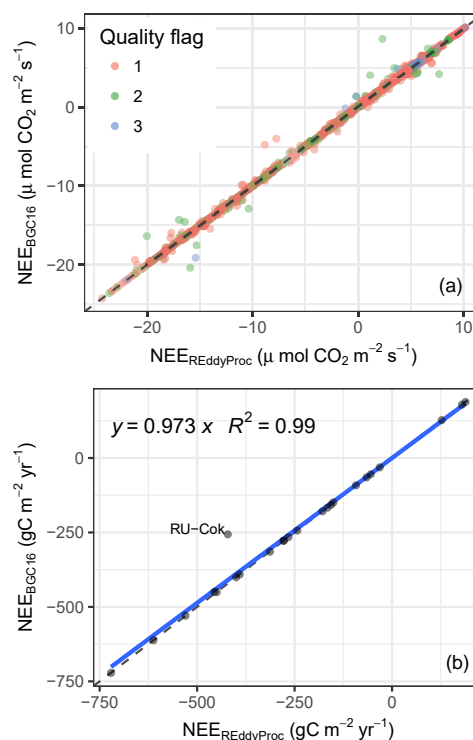 10
0
−10
−20
Quality flag
1
2
3
(a)
−20
−10
0
10
NEE_BGC16 (μ mol CO₂ m⁻² s⁻¹)
NEE_REddyProc (μ mol CO₂ m⁻² s⁻¹)
y = 0.973 x R² = 0.99
0
−250
−500
−750
RU−Cok
(b)
−750
−500
−250
0
NEE_BGC16 (gC m⁻² yr⁻¹)
NEE_REddyProc (gC m⁻² yr⁻¹)